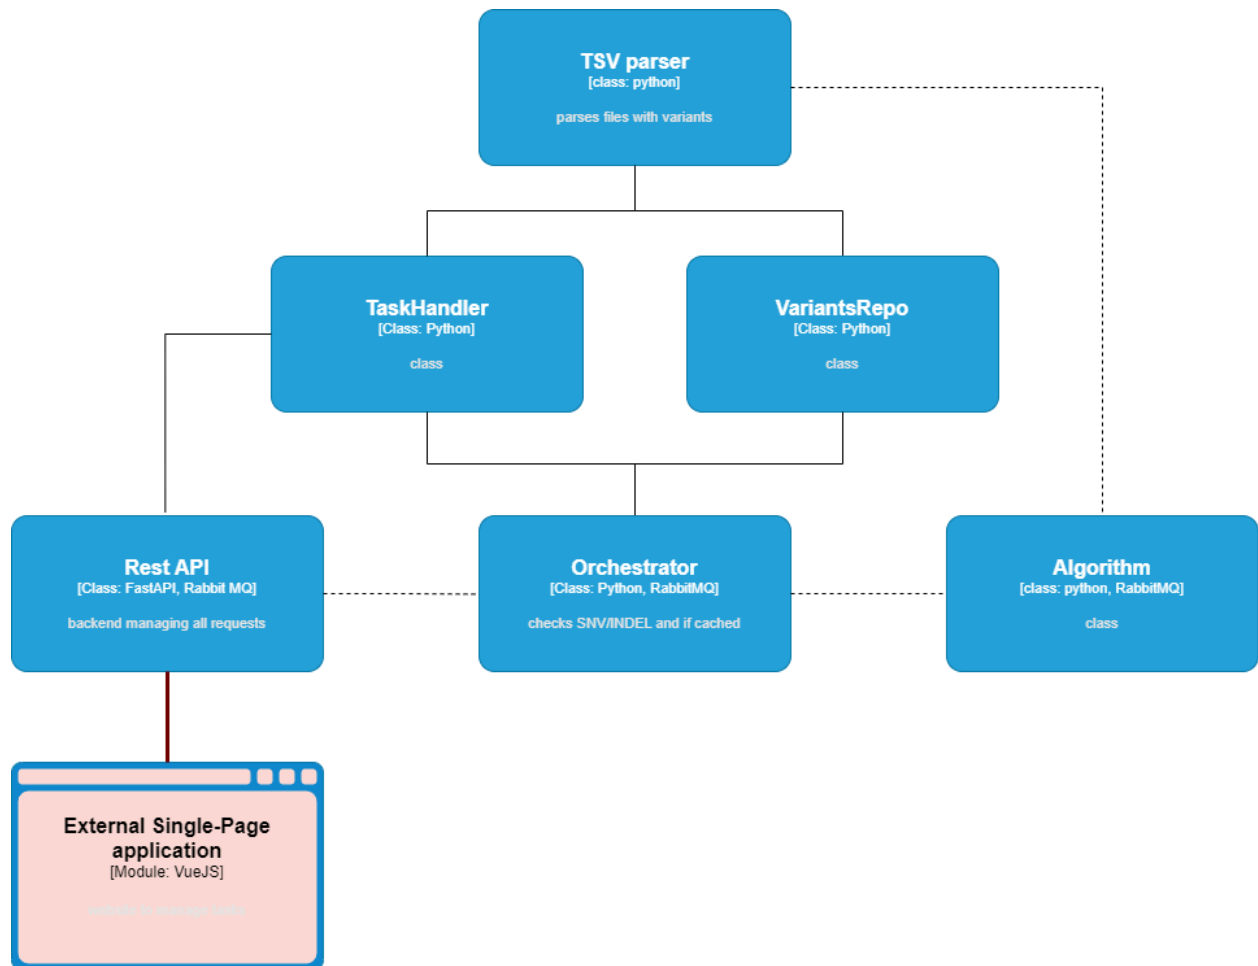 TSV parser
[class: python]
parses files with variants
TaskHandler
[Class: Python]
class
VariantsRepo
[Class: Python]
class
Rest API
[Class: FastAPI, Rabbit MQ]
backend managing all requests
Orchestrator
[Class: Python, RabbitMQ]
checks SNV/INDEL and if cached
Algorithm
[class: python, RabbitMQ]
class
External Single-Page
application
[Module: VueJS]